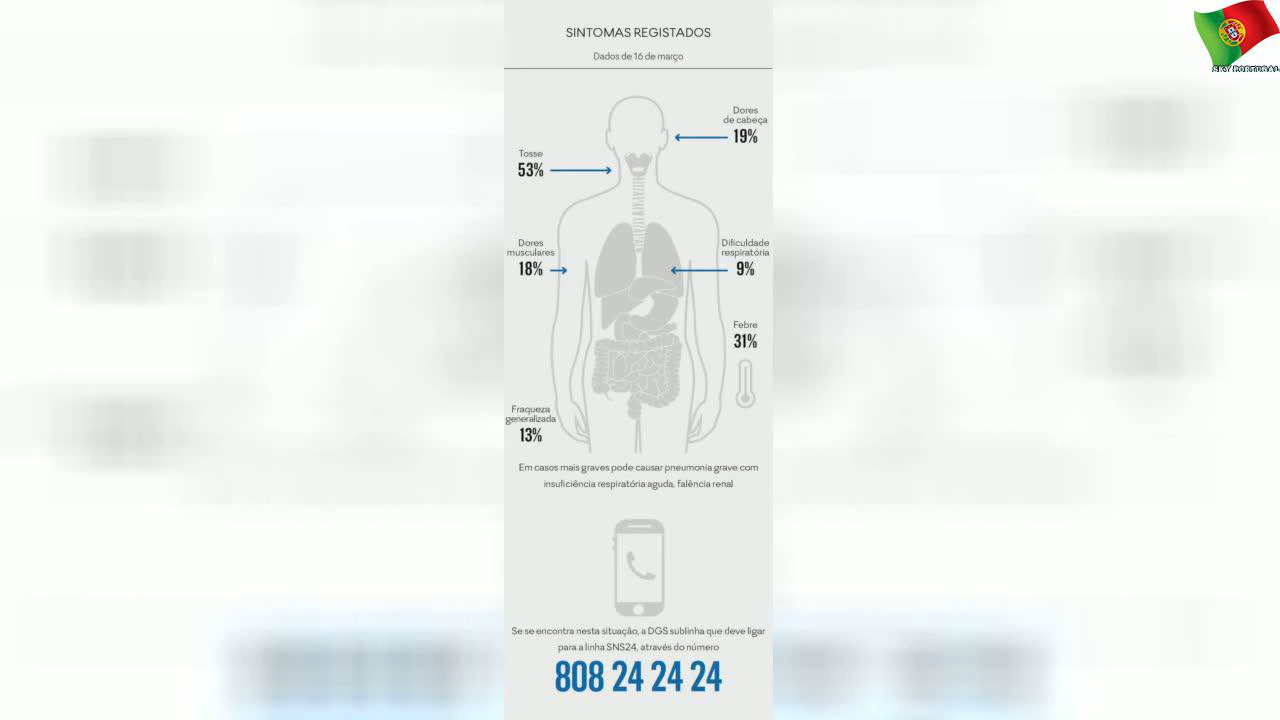 SINTOMAS REGISTADOS
Dados de 16 de março
Dores
de cabeça
19%
Tosse
53%
Dores
musculares
18%
Dificuldade
respiratória
9%
Febre
31%
Fraqueza
generalizada
13%
Em casos mais graves pode causar pneumonia grave com
insuficiência respiratória aguda, falência renal
Se se encontra nesta situação, a DGS sublinha que deve ligar
para a linha SNS24, através do número
808 24 24 24
SKY PORTUGAL